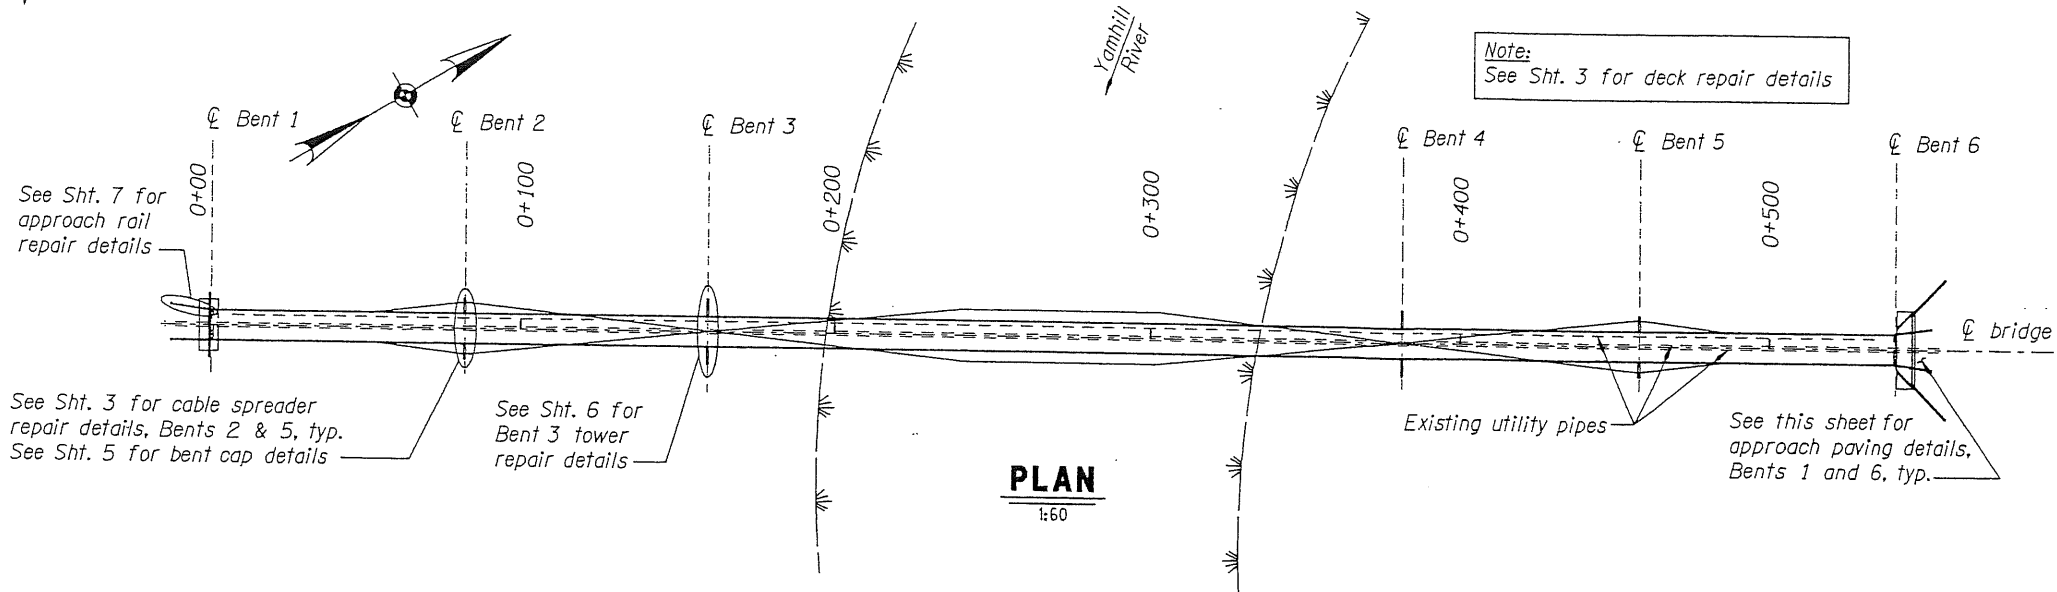 Yamhill
River
Note:
See Sht. 3 for deck repair details
℄ Bent 1
℄ Bent 2
℄ Bent 3
℄ Bent 4
℄ Bent 5
℄ Bent 6
0+00
0+100
0+200
0+300
0+400
0+500
See Sht. 7 for
approach rail
repair details
℄ bridge
See Sht. 3 for cable spreader
repair details, Bents 2 & 5, typ.
See Sht. 5 for bent cap details
See Sht. 6 for
Bent 3 tower
repair details
Existing utility pipes
See this sheet for
approach paving details,
Bents 1 and 6, typ.
PLAN
1:60